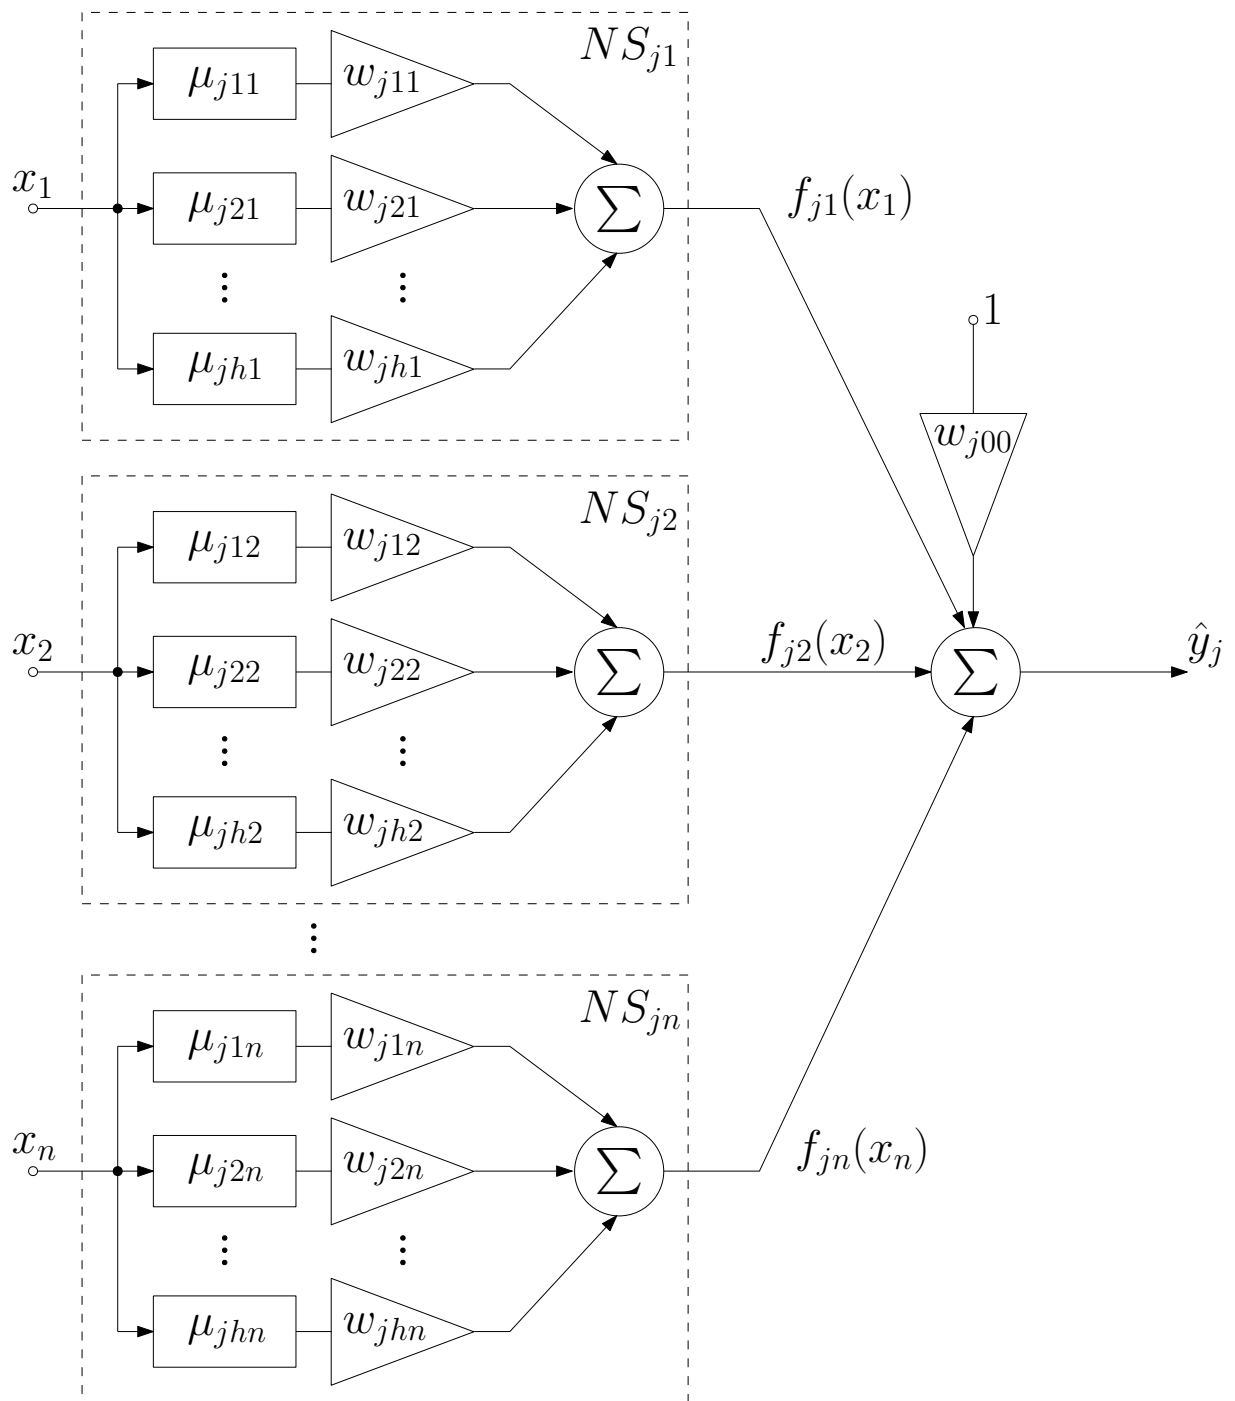 NS_{j1}
μ_{j11} w_{j11}
x_1 μ_{j21} w_{j21} ∑ f_{j1}(x_1)
⋮ ⋮
μ_{jh1} w_{jh1}
1
w_{j00}
NS_{j2}
μ_{j12} w_{j12}
x_2 μ_{j22} w_{j22} ∑ f_{j2}(x_2) ∑ ŷ_j
⋮ ⋮
μ_{jh2} w_{jh2}
⋮
NS_{jn}
μ_{j1n} w_{j1n}
x_n μ_{j2n} w_{j2n} ∑ f_{jn}(x_n)
⋮ ⋮
μ_{jhn} w_{jhn}